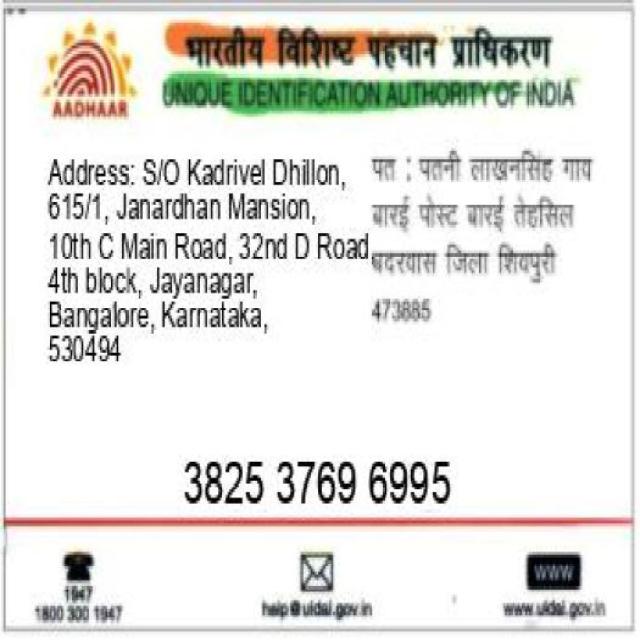 भारतीय विशिष्ट पहचान प्राधिकरण
AADHAAR
UNIQUE IDENTIFICATION AUTHORITY OF INDIA
Address: S/O Kadrivel Dhillon,
615/1, Janardhan Mansion,
10th C Main Road, 32nd D Road,
4th block, Jayanagar,
Bangalore, Karnataka,
530494
पत : पतनी लाखनसिंह गाय
बारई पोस्ट बारई तेहसिल
बदरवास जिला शिवपुरी
473885
3825 3769 6995
1947
1800 300 1947
help@uidai.gov.in
WWW
www.uidai.gov.in